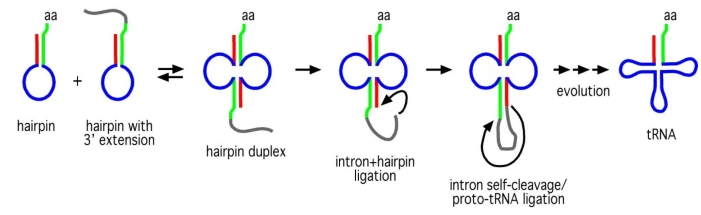 aa
aa
+
hairpin
hairpin with
3' extension
aa
hairpin duplex
aa
intron+hairpin
ligation
aa
intron self-cleavage/
proto-tRNA ligation
evolution
aa
tRNA